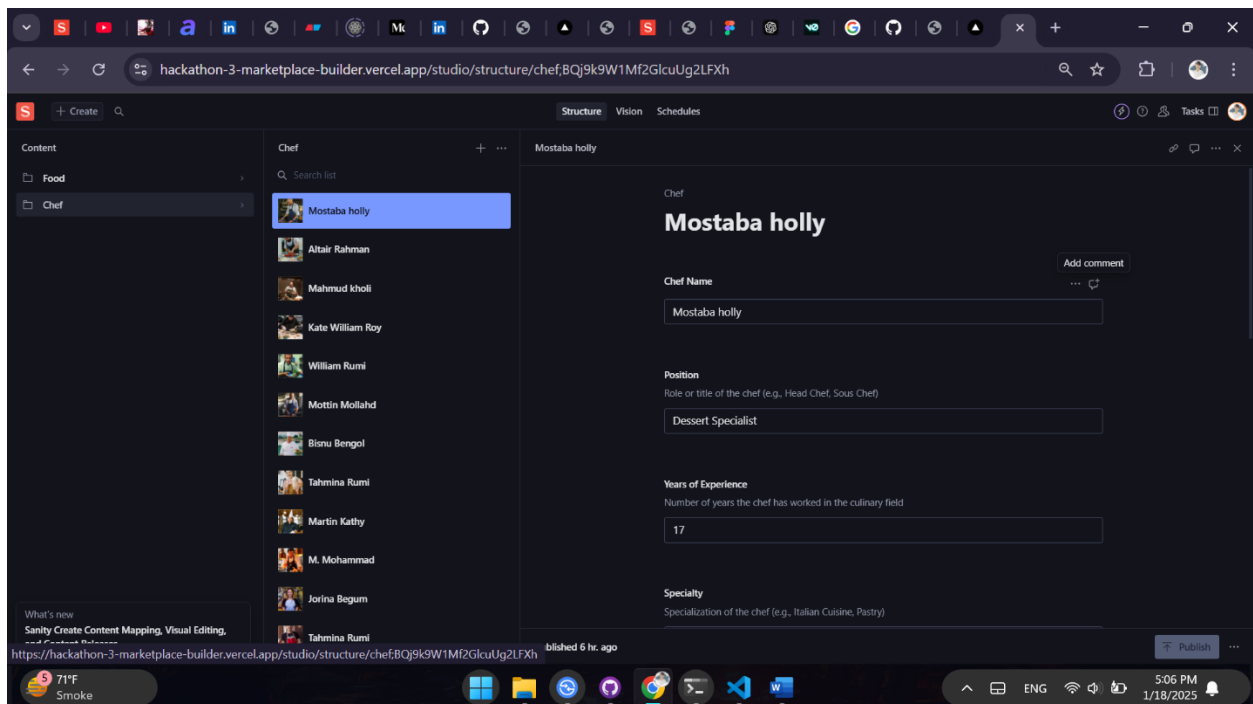 S
a
in
Mc
in
S
hackathon-3-marketplace-builder.vercel.app/studio/structure/chef;BQj9k9W1Mf2GlcuUg2LFXh
S
Create
Structure
Vision
Schedules
Tasks
Content
Food
Chef
Chef
Search list
Mostaba holly
Altair Rahman
Mahmud kholi
Kate William Roy
William Rumi
Mottin Mollahd
Bisnu Bengol
Tahmina Rumi
Martin Kathy
M. Mohammad
Jorina Begum
Tahmina Rumi
Mostaba holly
Chef
Mostaba holly
Add comment
Chef Name
Mostaba holly
Position
Role or title of the chef (e.g., Head Chef, Sous Chef)
Dessert Specialist
Years of Experience
Number of years the chef has worked in the culinary field
17
Specialty
Specialization of the chef (e.g., Italian Cuisine, Pastry)
What's new
Sanity Create Content Mapping, Visual Editing,
https://hackathon-3-marketplace-builder.vercel.app/studio/structure/chef;BQj9k9W1Mf2GlcuUg2LFXh
blished 6 hr. ago
Publish
5
71°F
Smoke
W
ENG
5:06 PM
1/18/2025